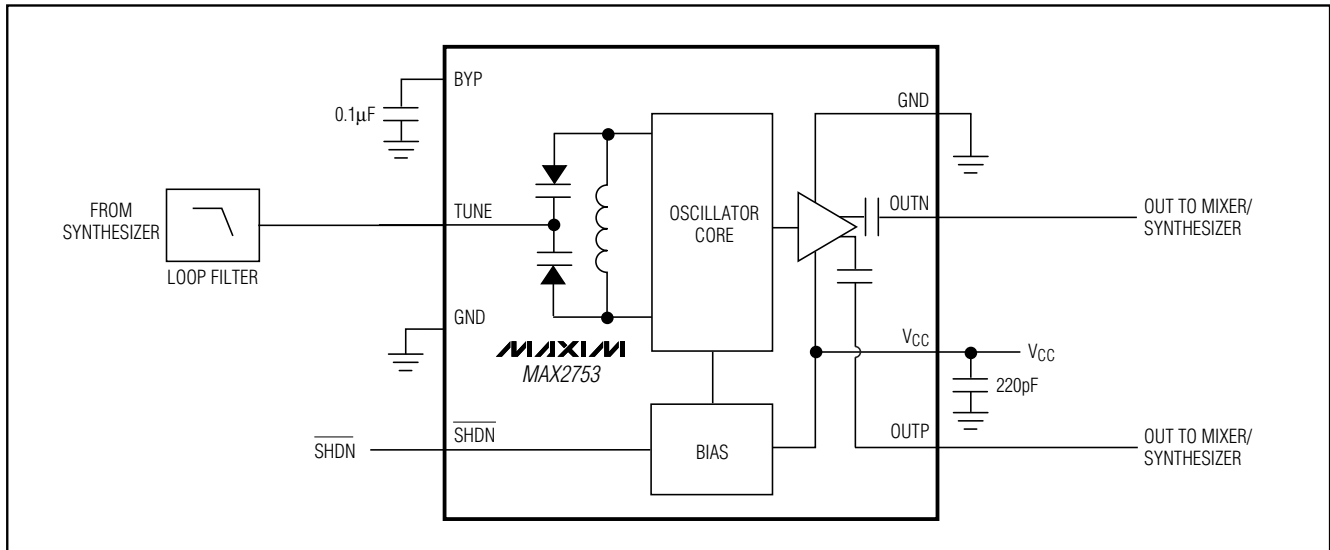 BYP
0.1µF
GND
FROM
SYNTHESIZER
LOOP FILTER
TUNE
OSCILLATOR
CORE
OUTN
OUT TO MIXER/
SYNTHESIZER
GND
MAXIM
MAX2753
VCC
VCC
220pF
SHDN
SHDN
BIAS
OUTP
OUT TO MIXER/
SYNTHESIZER